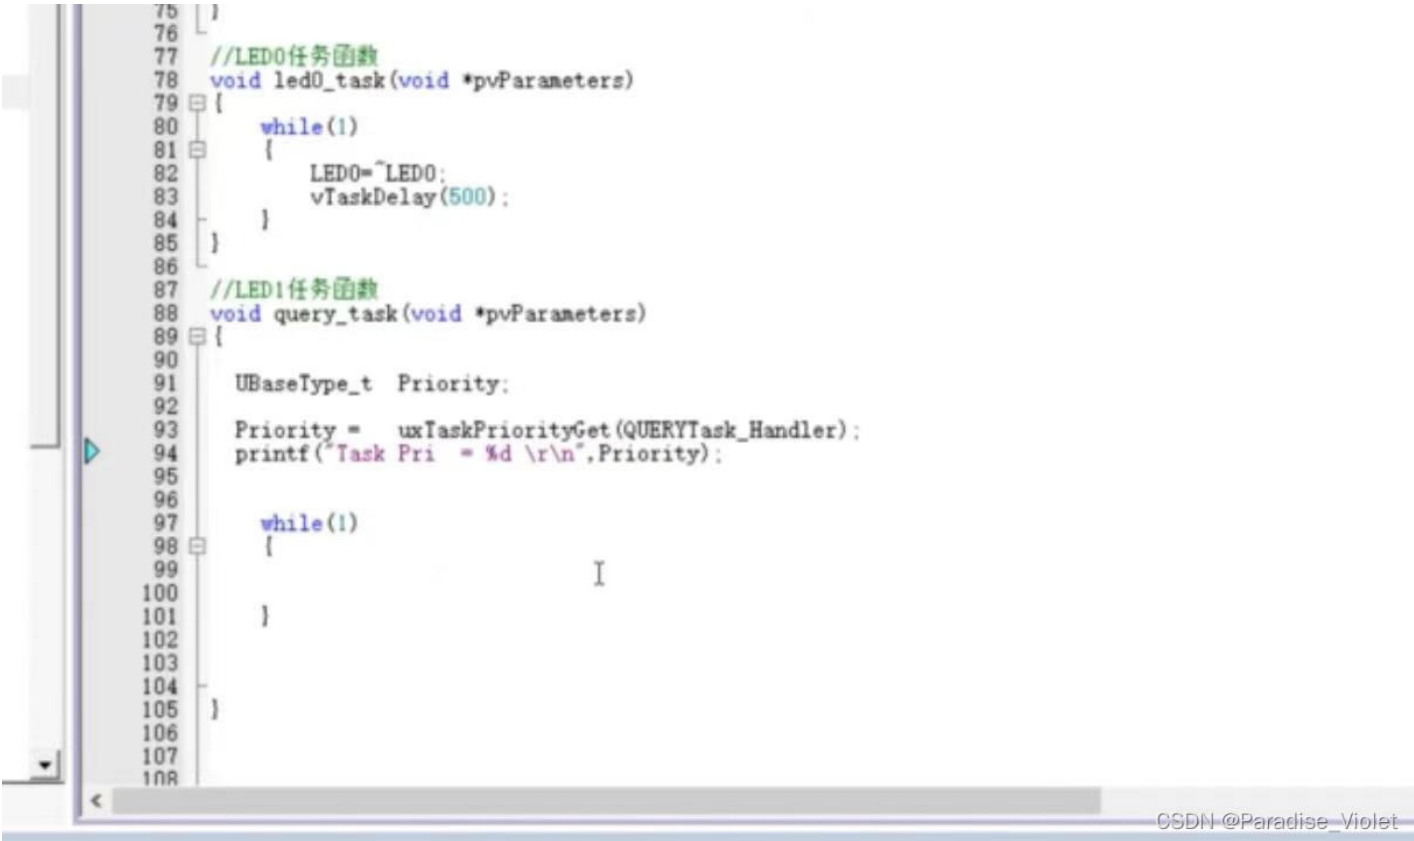 75 }
76
77 //LED0任务函数
78 void led0_task(void *pvParameters)
79 {
80 while(1)
81 {
82 LED0=~LED0;
83 vTaskDelay(500);
84 }
85 }
86
87 //LED1任务函数
88 void query_task(void *pvParameters)
89 {
90
91 UBaseType_t Priority;
92
93 Priority = uxTaskPriorityGet(QUERYTask_Handler);
94 printf("Task Pri = %d \r\n",Priority);
95
96
97 while(1)
98 {
99
100
101 }
102
103
104
105 }
106
107
108
CSDN @Paradise_Violet